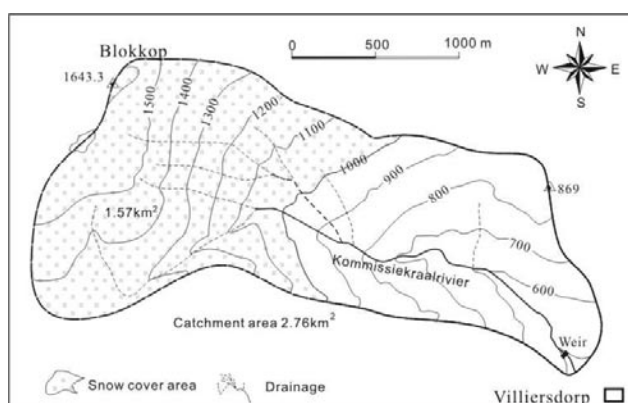 Blokkop
0 500 1000 m
N
W E
S
1643.3
1500
1400
1300
1200
1100
1000
900
800
869
700
600
1.57km²
Kommissiekraalrivier
Catchment area 2.76km²
Weir
Snow cover area
Drainage
Villiersdorp